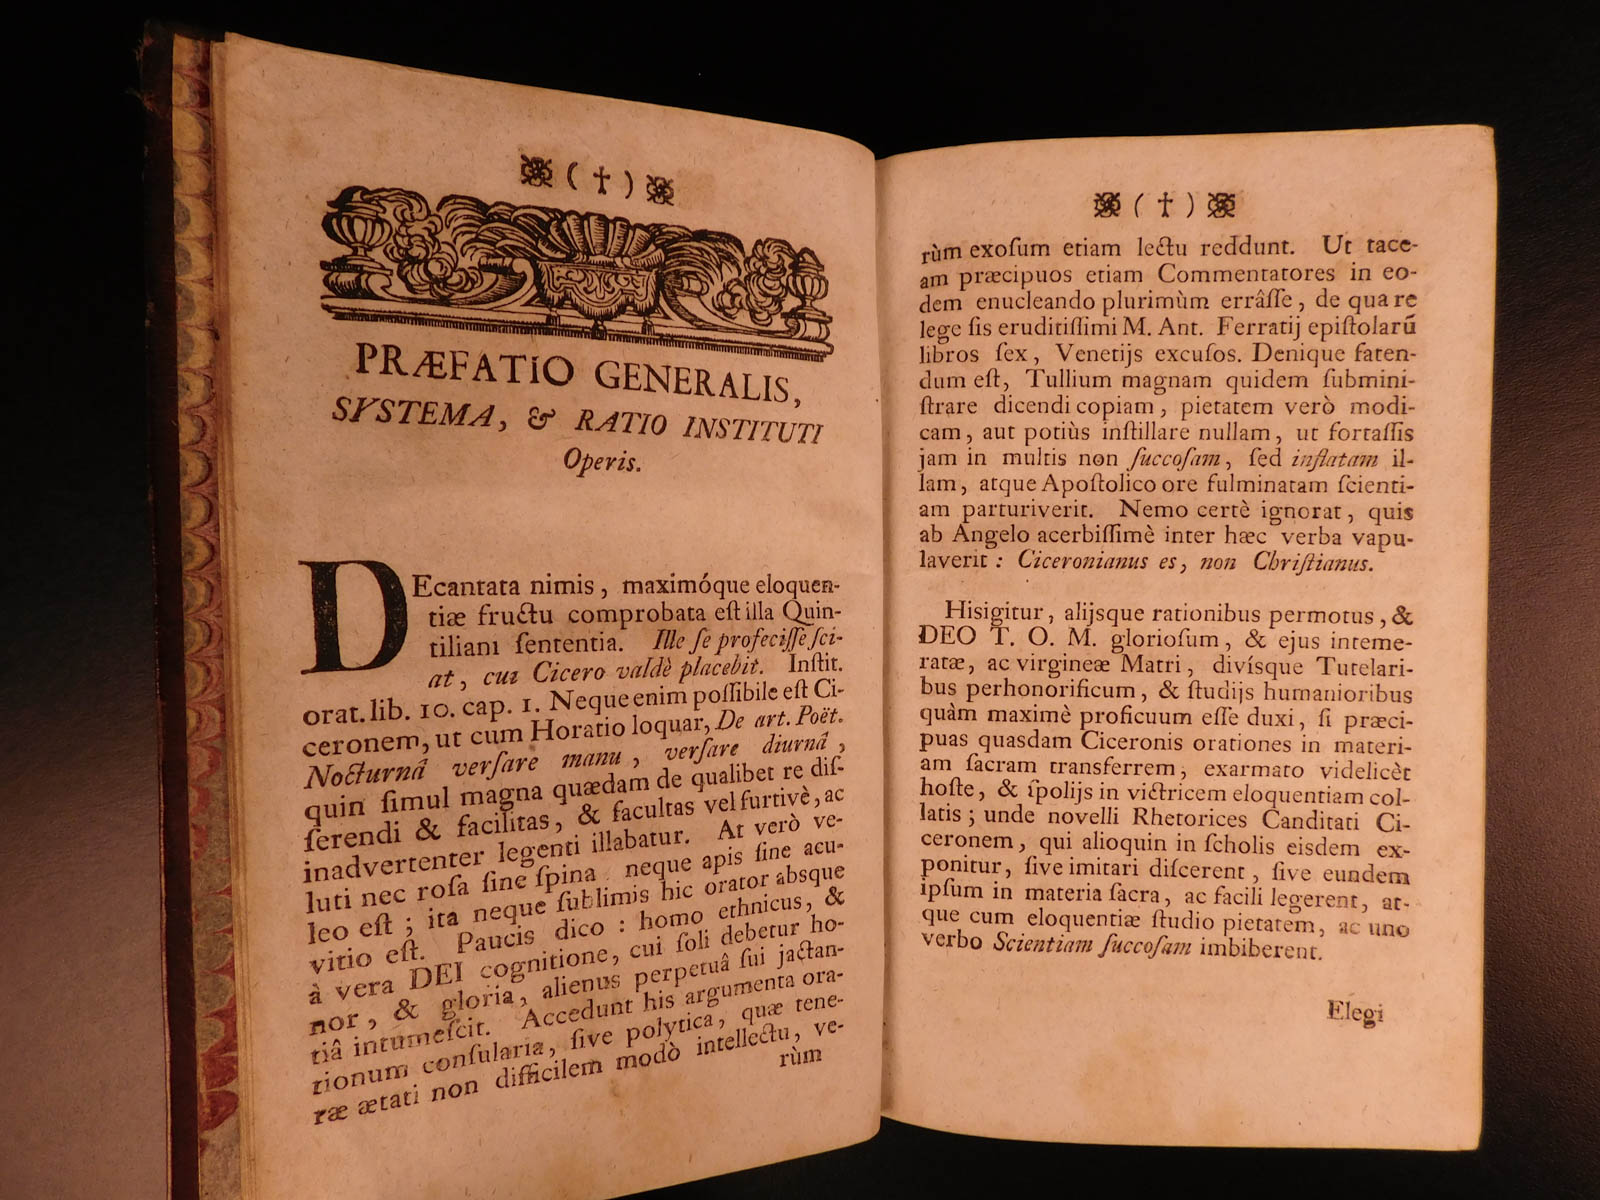 ( † )
PRÆFATIO GENERALIS,
SYSTEMA, & RATIO INSTITUTI
Operis.
DEcantata nimis, maximóque eloquen-
tiæ fructu comprobata est illa Quin-
tiliani sententia. Ille se profecisse sci-
at, cui Cicero valdè placebit. Instit.
orat. lib. 10. cap. 1. Neque enim possibile est Ci-
ceronem, ut cum Horatio loquar, De art. Poët.
Nocturnâ versare manu, versare diurnâ,
quin simul magna quædam de qualibet re dis-
serendi & facilitas, & facultas vel furtivè, ac
inadvertenter legenti illabatur. At verò ve-
luti nec rosa sine spina neque apis sine acu-
leo est; ita neque sublimis hic orator absque
vitio est. Paucis dico: homo ethnicus, &
à vera DEI cognitione, cui soli debetur ho-
nor, & gloria, alienus perpetuâ sui jactan-
tiâ intumescit. Accedunt his argumenta ora-
tionum consularia, sive polytica, quæ tene-
ræ ætati non difficilem modò intellectu, ve-
rùm
( † )
rùm exosum etiam lectu reddunt. Ut tace-
am præcipuos etiam Commentatores in eo-
dem enucleando plurimùm errâsse, de qua re
lege sis eruditissimi M. Ant. Ferratij epistolarū
libros sex, Venetijs excusos. Denique faten-
dum est, Tullium magnam quidem submini-
strare dicendi copiam, pietatem verò modi-
cam, aut potiùs instillare nullam, ut fortassis
jam in multis non succosam, sed inflatam il-
lam, atque Apostolico ore fulminatam scienti-
am parturiverit. Nemo certè ignorat, quis
ab Angelo acerbissimè inter hæc verba vapu-
laverit: Ciceronianus es, non Christianus.
Hisigitur, alijsque rationibus permotus, &
DEO T. O. M. gloriosum, & ejus inteme-
ratæ, ac virgineæ Matri, divísque Tutelari-
bus perhonorificum, & studijs humanioribus
quàm maximè proficuum esse duxi, si præci-
puas quasdam Ciceronis orationes in materi-
am sacram transferrem, exarmato videlicèt
hoste, & spolijs in victricem eloquentiam col-
latis; unde novelli Rhetorices Canditati Ci-
ceronem, qui alioquin in scholis eisdem ex-
ponitur, sive imitari discerent, sive eundem
ipsum in materia sacra, ac facili legerent, at-
que cum eloquentiæ studio pietatem, ac uno
verbo Scientiam succosam imbiberent.
Elegi